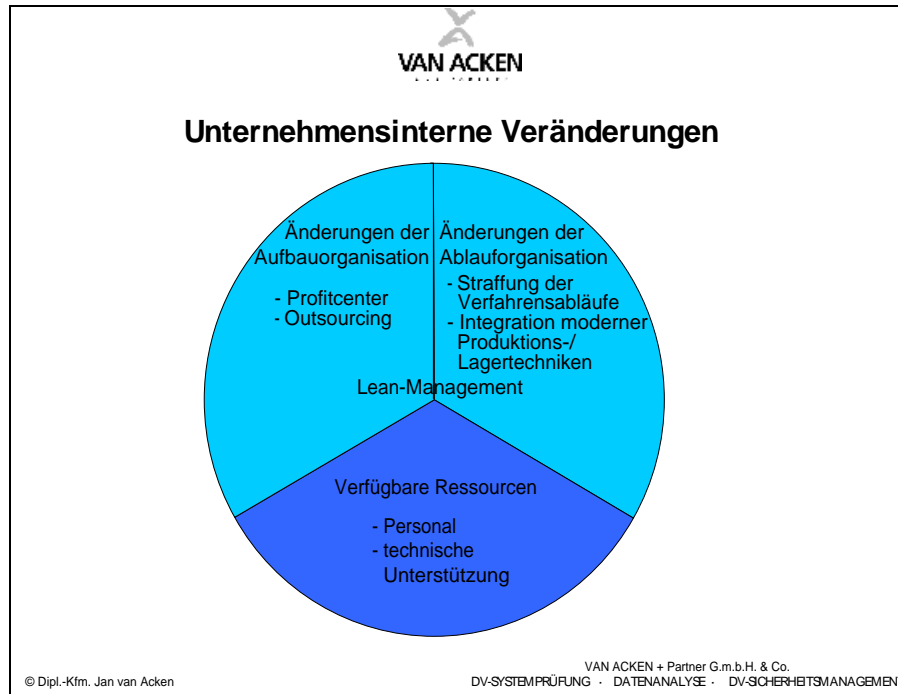 VAN ACKEN
Unternehmensinterne Veränderungen
Änderungen der
Aufbauorganisation
- Profitcenter
- Outsourcing
Änderungen der
Ablauforganisation
- Straffung der
Verfahrensabläufe
- Integration moderner
Produktions-/
Lagertechniken
Lean-Management
Verfügbare Ressourcen
- Personal
- technische
Unterstützung
© Dipl.-Kfm. Jan van Acken
VAN ACKEN + Partner G.m.b.H. & Co.
DV-SYSTEMPRÜFUNG · DATENANALYSE · DV-SICHERHEITSMANAGEMEN